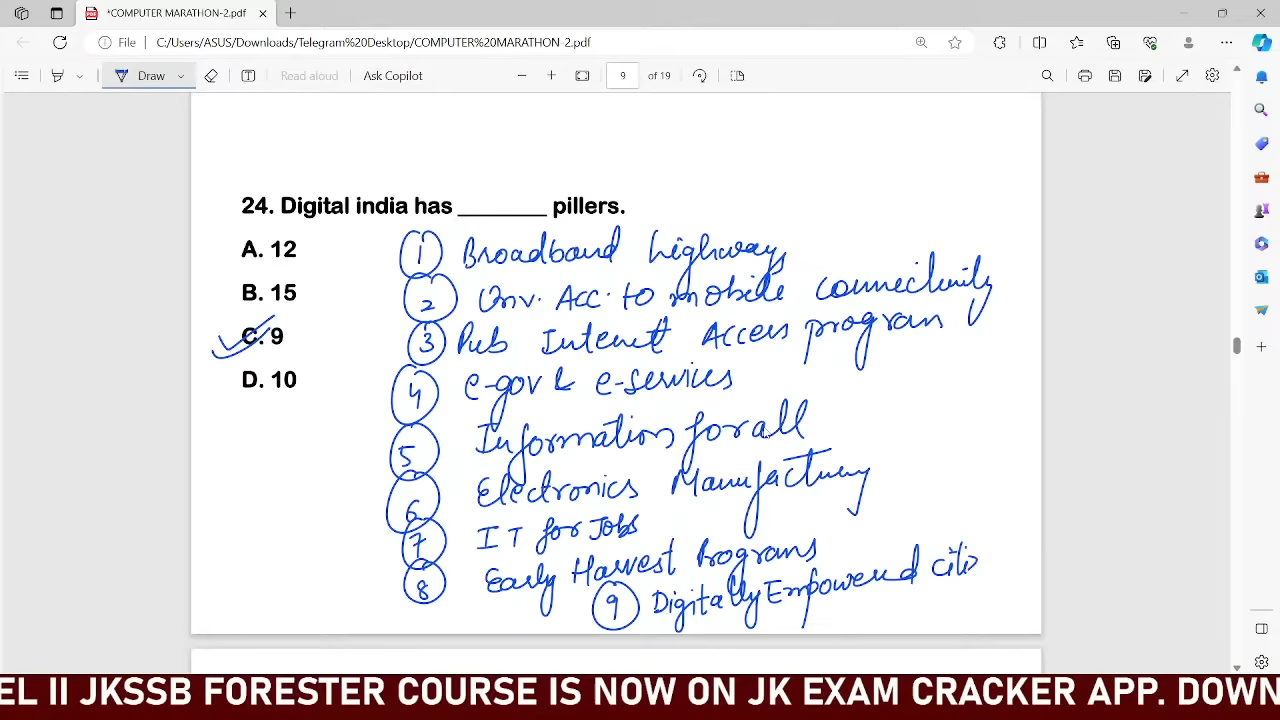 *COMPUTER MARATHON-2.pdf
File C:/Users/ASUS/Downloads/Telegram%20Desktop/COMPUTER%20MARATHON-2.pdf
Draw Read aloud Ask Copilot 9 of 19
24. Digital india has ________ pillers.
A. 12
B. 15
C. 9
D. 10
1 Broadband highways
2 Unv. Acc. to mobile connectivity
3 Pub Internet Access program
4 e-gov & e-services
5 Information for all
6 Electronics Manufacturing
7 IT for Jobs
8 Early Harvest Programs
9 Digitally Empowered citiz
EL II JKSSB FORESTER COURSE IS NOW ON JK EXAM CRACKER APP. DOWN